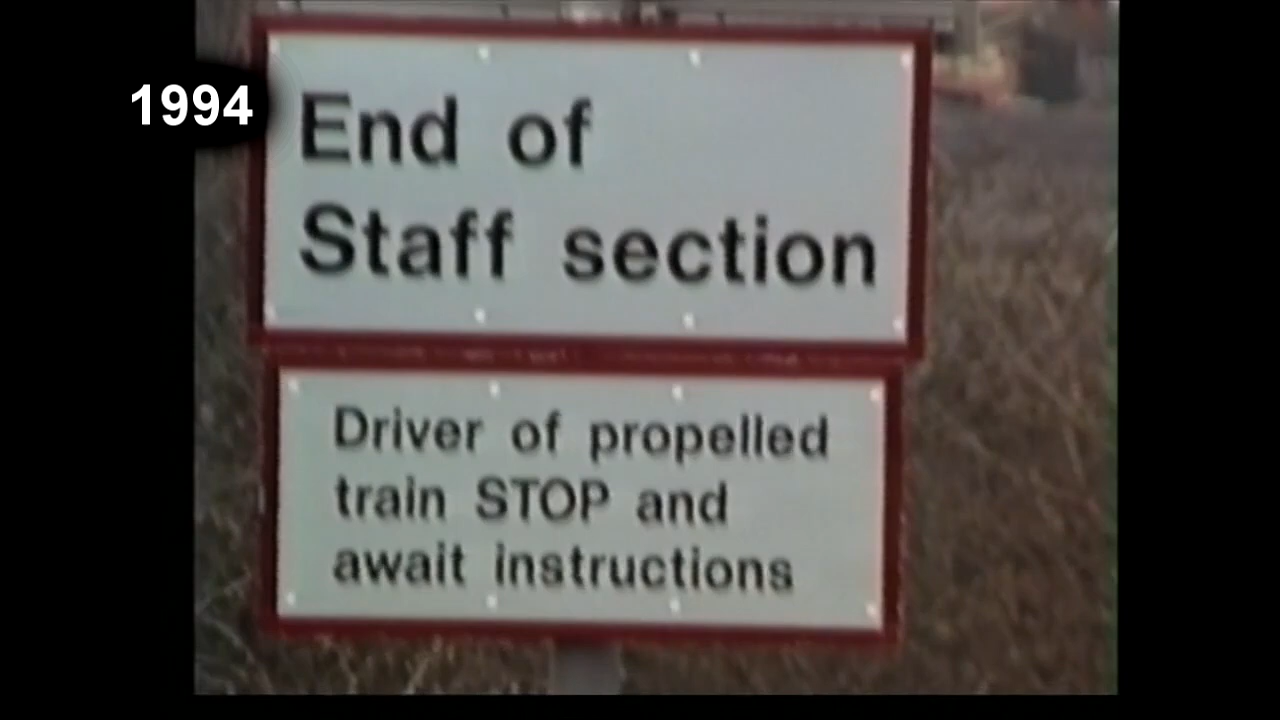 1994
End of
Staff section
Driver of propelled
train STOP and
await instructions